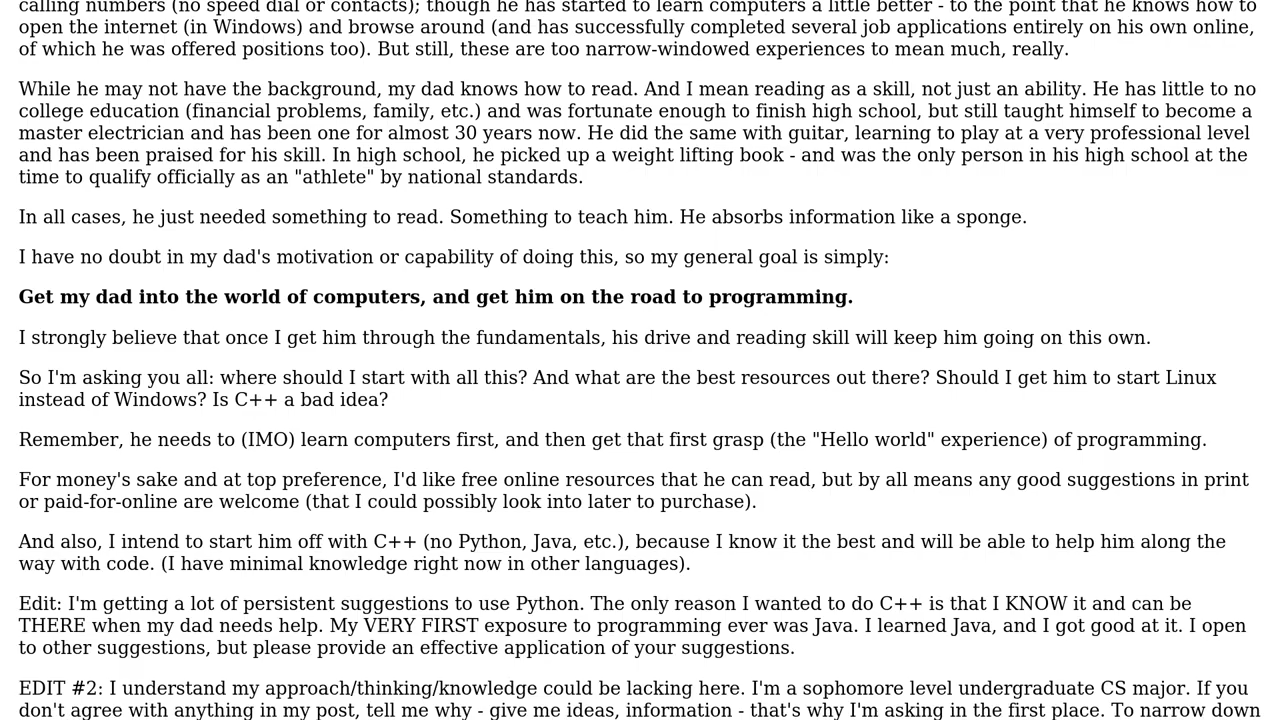 calling numbers (no speed dial or contacts); though he has started to learn computers a little better - to the point that he knows how to
open the internet (in Windows) and browse around (and has successfully completed several job applications entirely on his own online,
of which he was offered positions too). But still, these are too narrow-windowed experiences to mean much, really.
While he may not have the background, my dad knows how to read. And I mean reading as a skill, not just an ability. He has little to no
college education (financial problems, family, etc.) and was fortunate enough to finish high school, but still taught himself to become a
master electrician and has been one for almost 30 years now. He did the same with guitar, learning to play at a very professional level
and has been praised for his skill. In high school, he picked up a weight lifting book - and was the only person in his high school at the
time to qualify officially as an "athlete" by national standards.
In all cases, he just needed something to read. Something to teach him. He absorbs information like a sponge.
I have no doubt in my dad's motivation or capability of doing this, so my general goal is simply:
Get my dad into the world of computers, and get him on the road to programming.
I strongly believe that once I get him through the fundamentals, his drive and reading skill will keep him going on this own.
So I'm asking you all: where should I start with all this? And what are the best resources out there? Should I get him to start Linux
instead of Windows? Is C++ a bad idea?
Remember, he needs to (IMO) learn computers first, and then get that first grasp (the "Hello world" experience) of programming.
For money's sake and at top preference, I'd like free online resources that he can read, but by all means any good suggestions in print
or paid-for-online are welcome (that I could possibly look into later to purchase).
And also, I intend to start him off with C++ (no Python, Java, etc.), because I know it the best and will be able to help him along the
way with code. (I have minimal knowledge right now in other languages).
Edit: I'm getting a lot of persistent suggestions to use Python. The only reason I wanted to do C++ is that I KNOW it and can be
THERE when my dad needs help. My VERY FIRST exposure to programming ever was Java. I learned Java, and I got good at it. I open
to other suggestions, but please provide an effective application of your suggestions.
EDIT #2: I understand my approach/thinking/knowledge could be lacking here. I'm a sophomore level undergraduate CS major. If you
don't agree with anything in my post, tell me why - give me ideas, information - that's why I'm asking in the first place. To narrow down